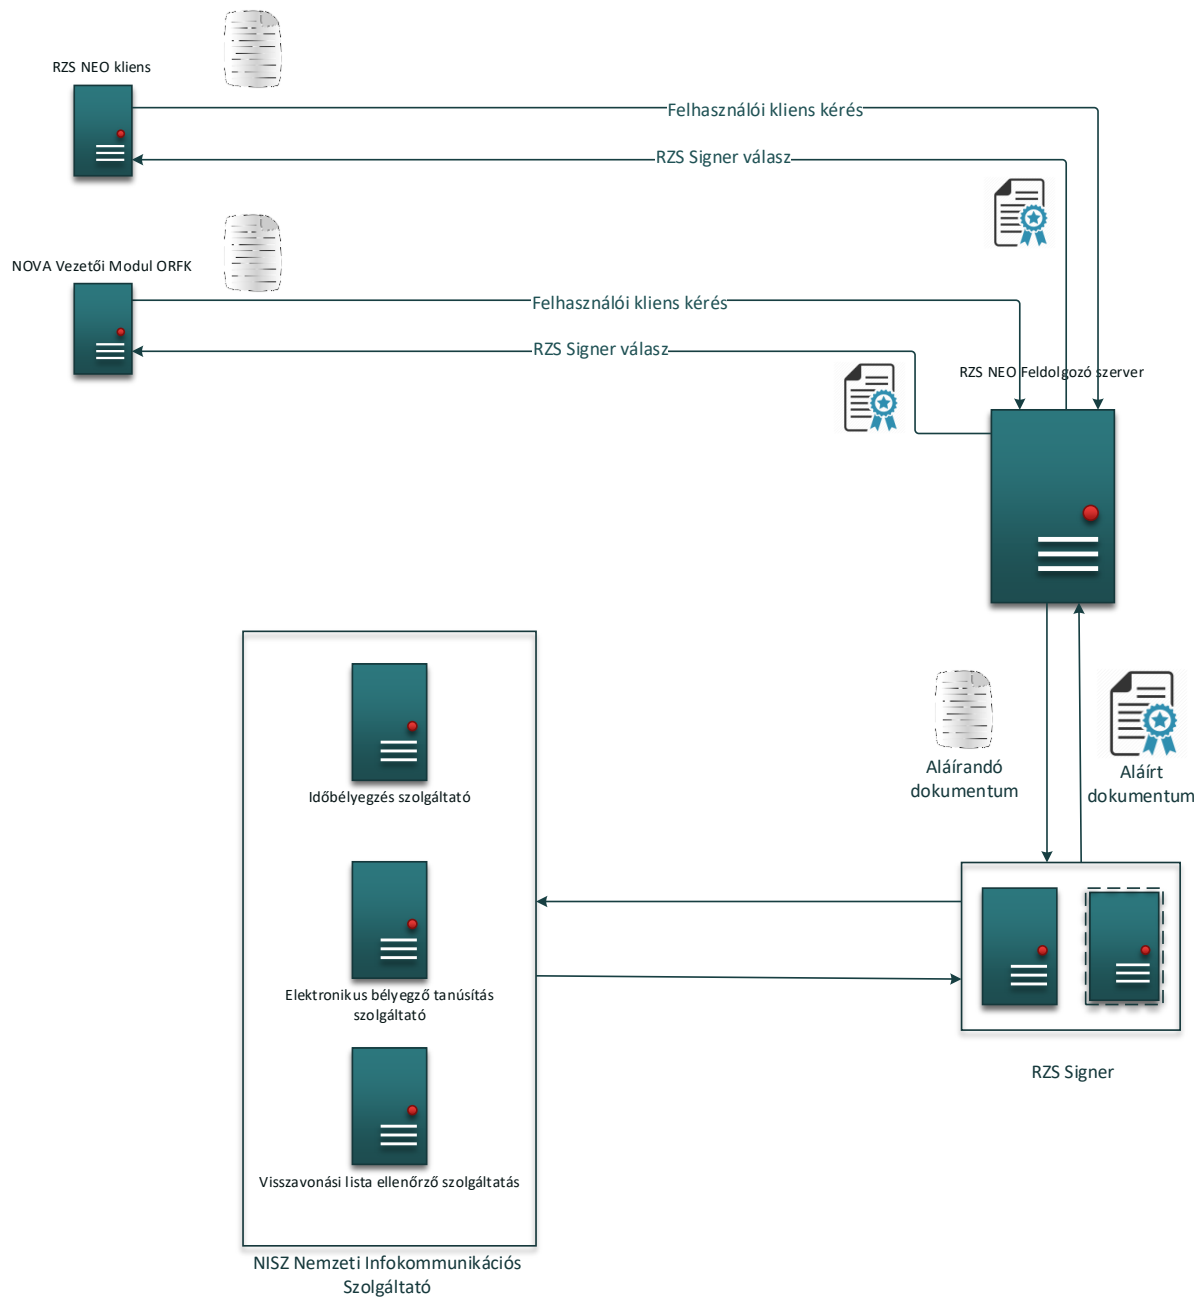 RZS NEO kliens
Felhasználói kliens kérés
RZS Signer válasz
NOVA Vezetői Modul ORFK
Felhasználói kliens kérés
RZS Signer válasz
RZS NEO Feldolgozó szerver
Aláírandó
dokumentum
Aláírt
dokumentum
Időbélyegzés szolgáltató
Elektronikus bélyegző tanúsítás
szolgáltató
RZS Signer
Visszavonási lista ellenőrző szolgáltatás
NISZ Nemzeti Infokommunikációs
Szolgáltató